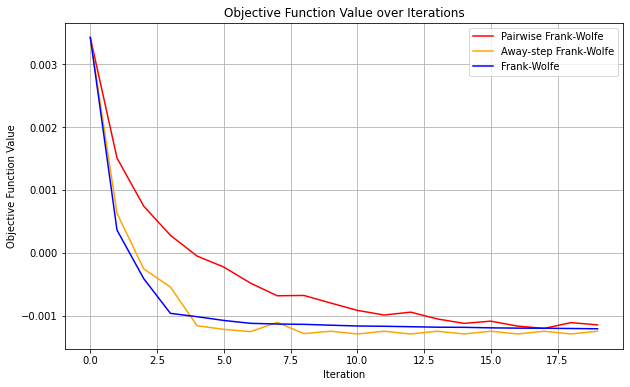 Objective Function Value over Iterations
Pairwise Frank-Wolfe
Away-step Frank-Wolfe
Frank-Wolfe
Objective Function Value
0.003
0.002
0.001
0.000
−0.001
0.0 2.5 5.0 7.5 10.0 12.5 15.0 17.5
Iteration